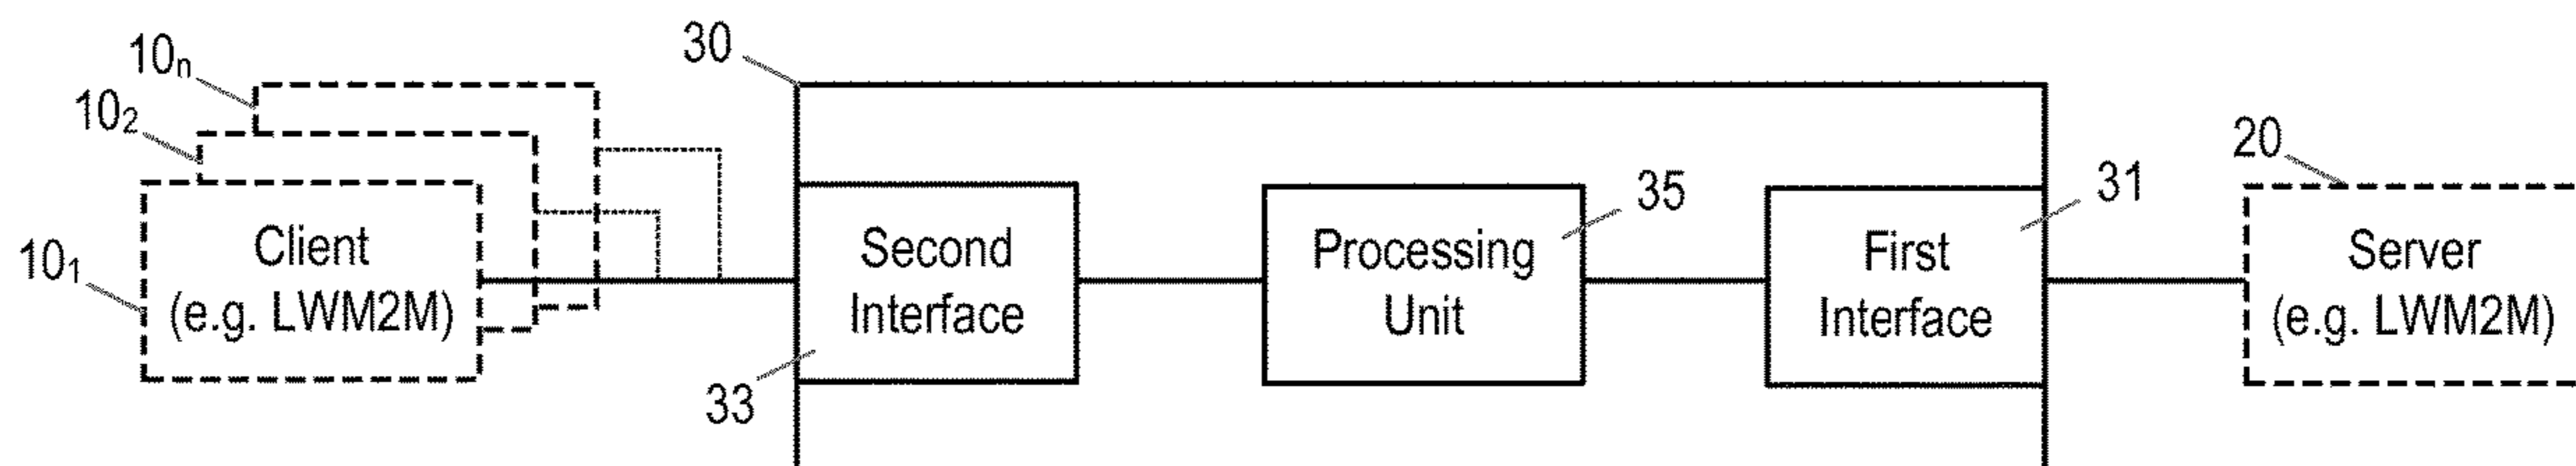 10n
30
10₂
20
35
31
10₁
Client
(e.g. LWM2M)
Second
Interface
Processing
Unit
First
Interface
Server
(e.g. LWM2M)
33